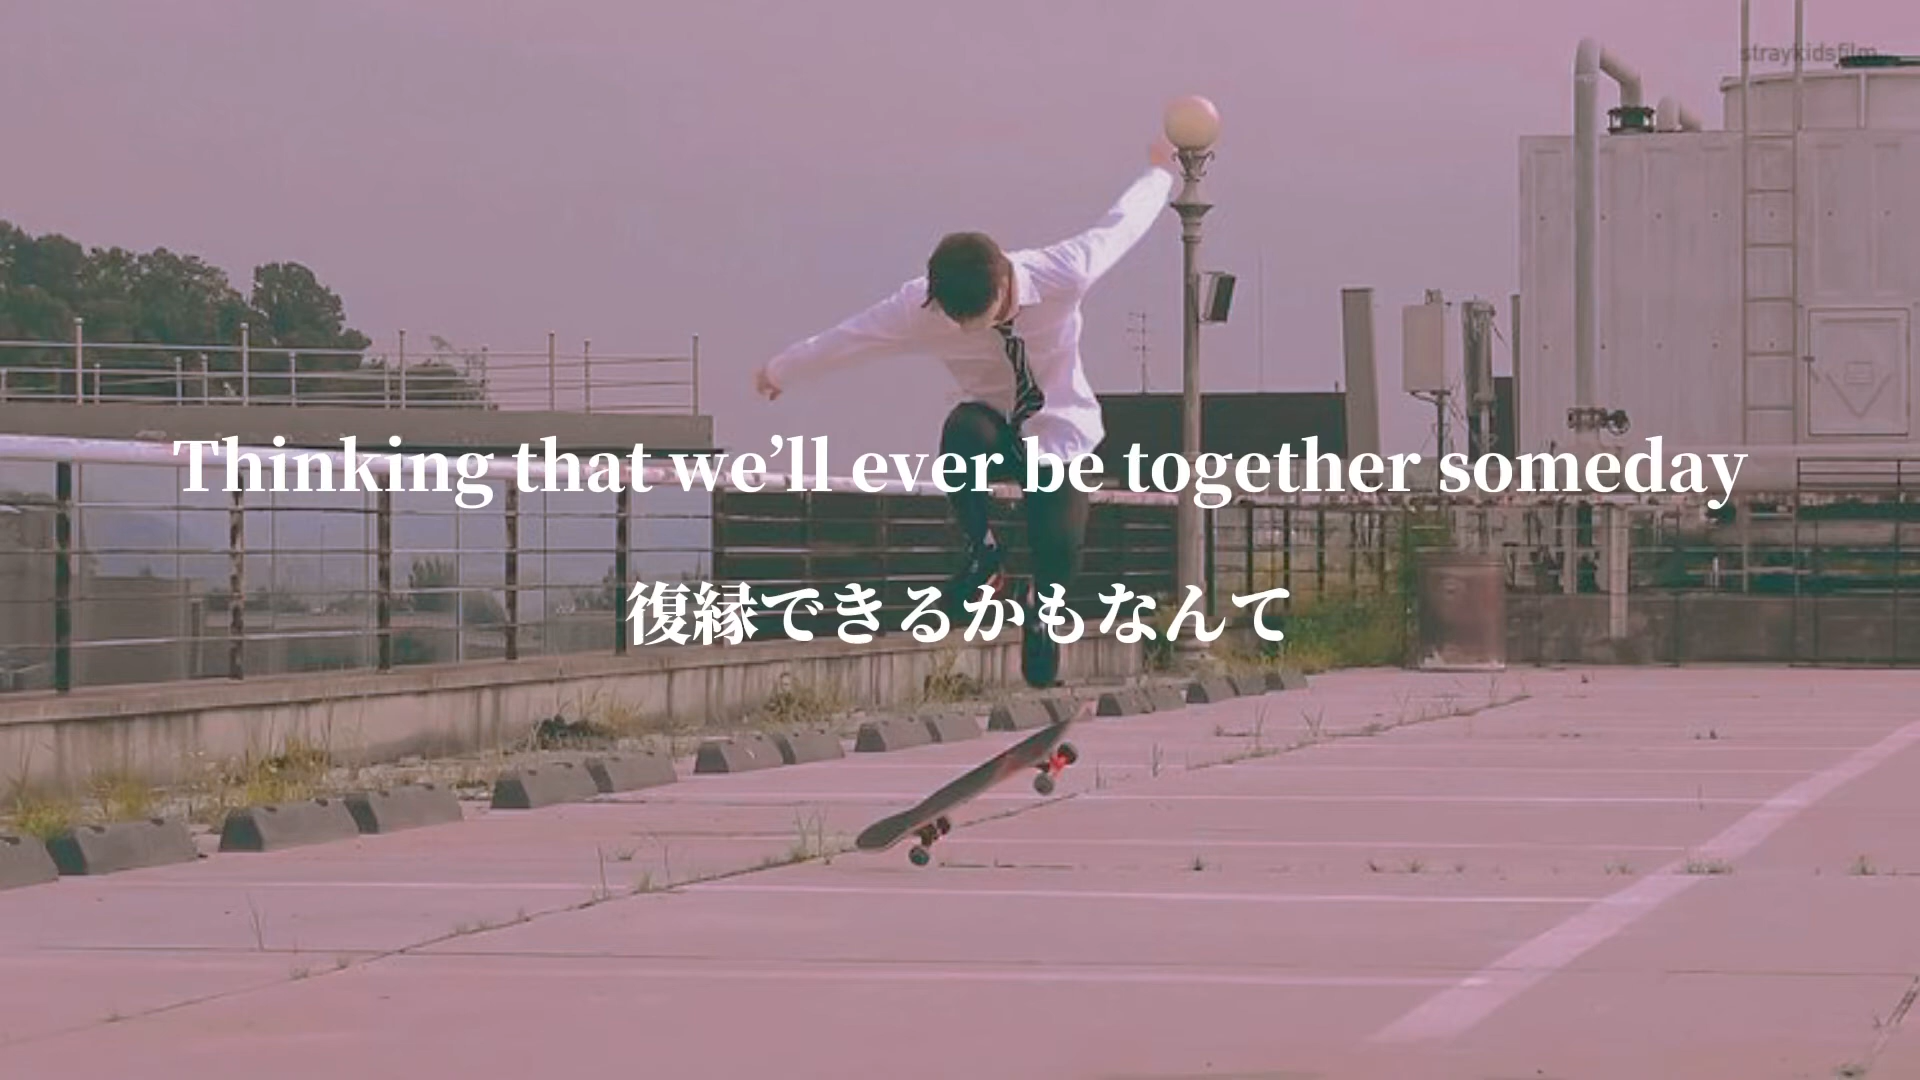 straykidsfilm
Thinking that we’ll ever be together someday
復縁できるかもなんて